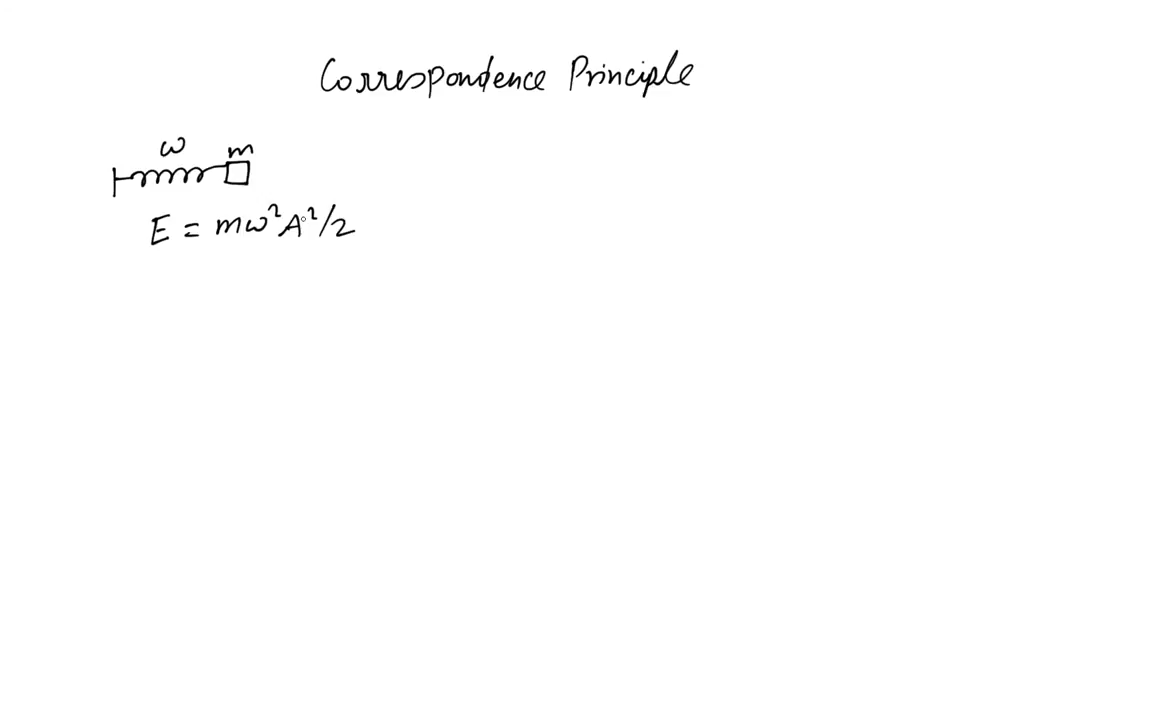 Correspondence Principle
ω m
E = mω²A²/2